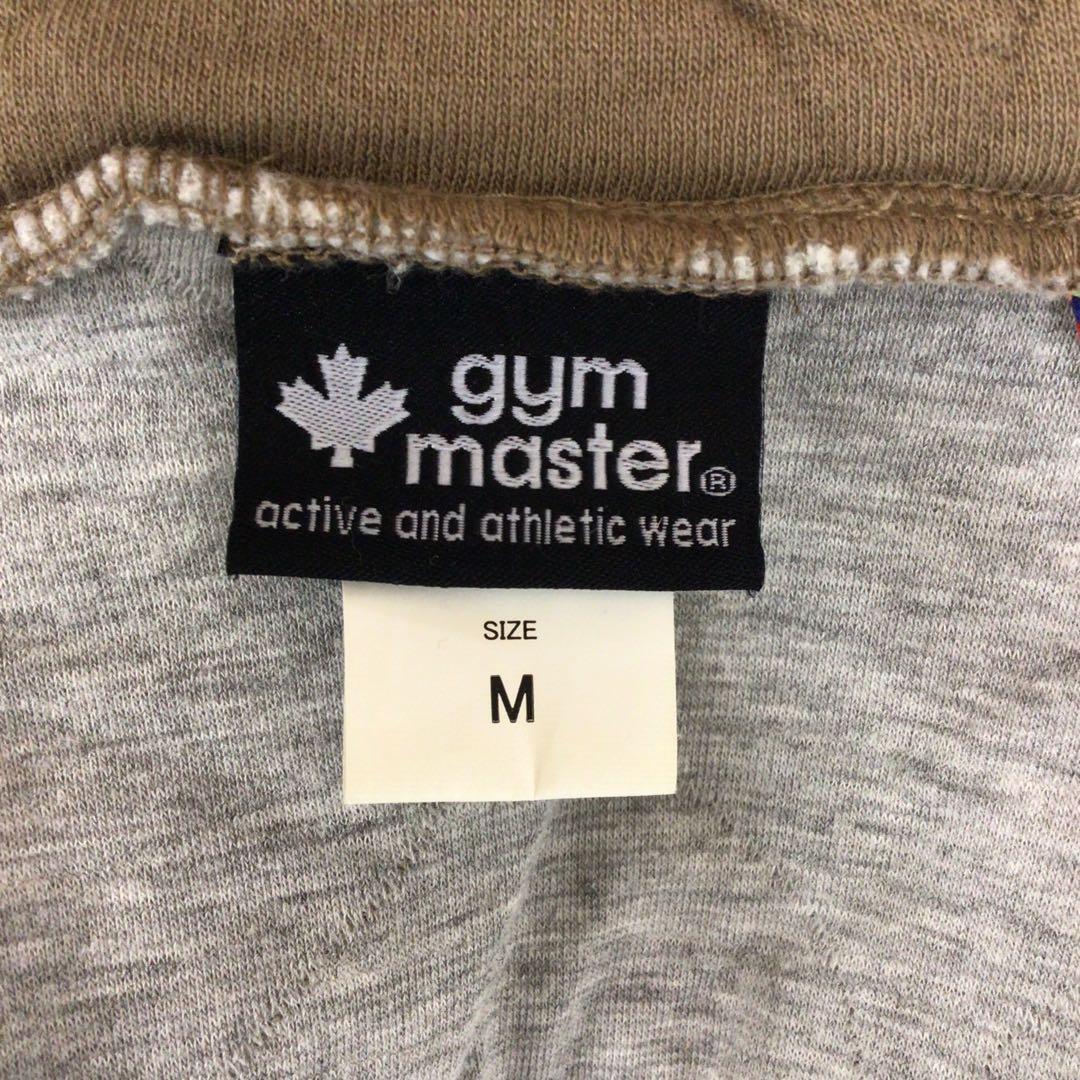 gym
master®
active and athletic wear
SIZE
M